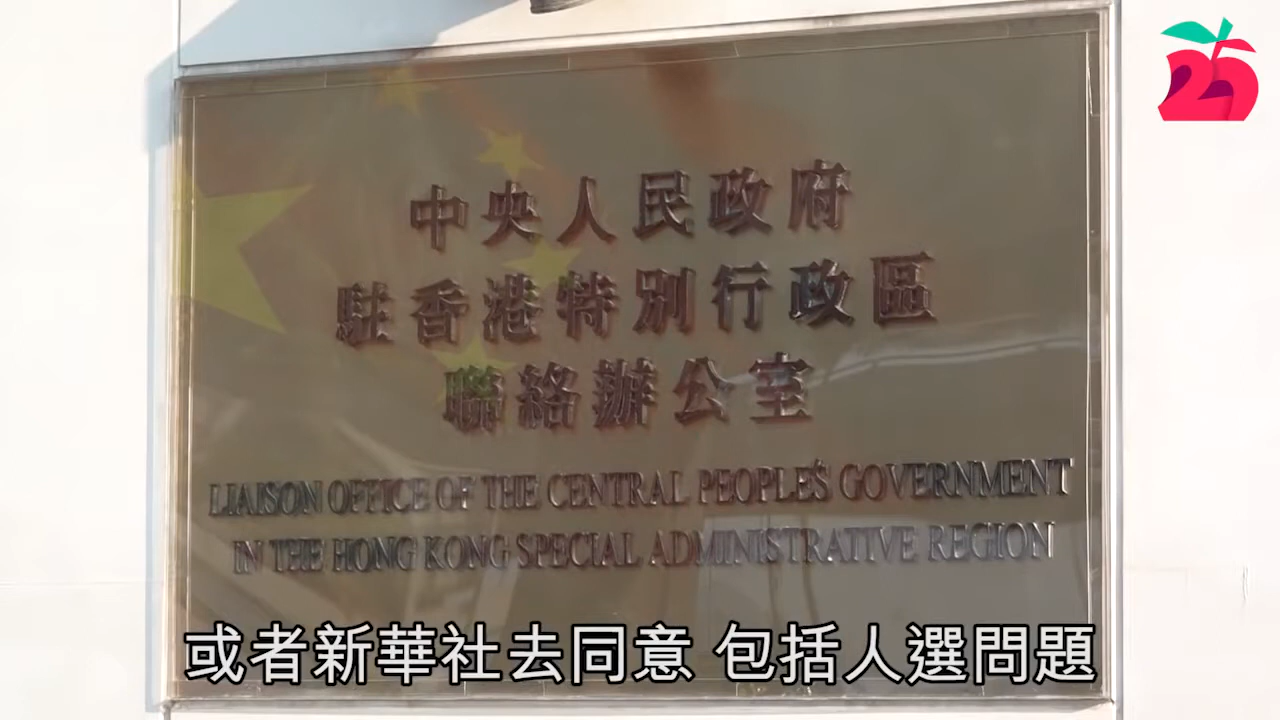 25
中央人民政府
駐香港特別行政區
聯絡辦公室
LIAISON OFFICE OF THE CENTRAL PEOPLE'S GOVERNMENT
IN THE HONG KONG SPECIAL ADMINISTRATIVE REGION
或者新華社去同意 包括人選問題